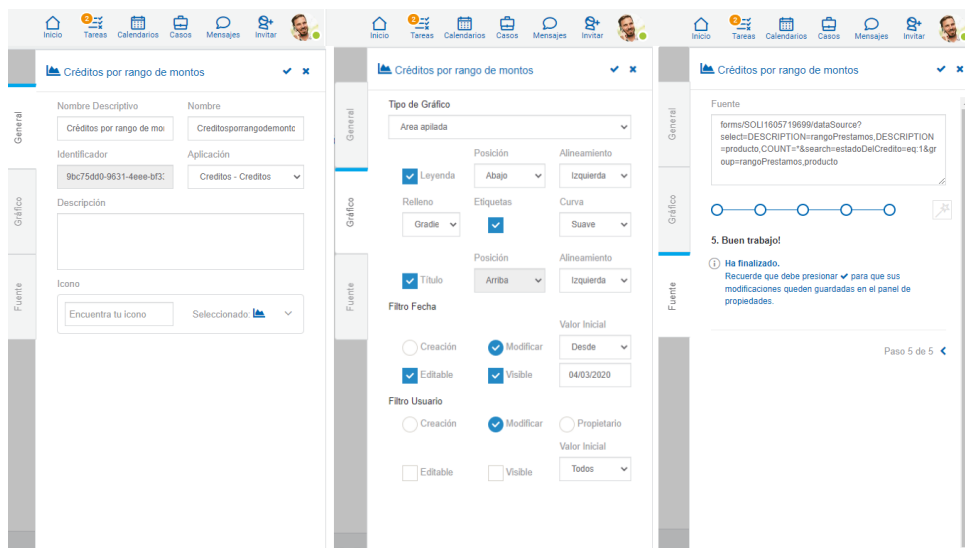 2
Inicio Tareas Calendarios Casos Mensajes Invitar
Créditos por rango de montos
General
Gráfico
Fuente
Nombre Descriptivo Nombre
Créditos por rango de mo Creditosporrangodemonto
Identificador Aplicación
9bc75dd0-9631-4eee-bf3 Creditos - Creditos
Descripción
Icono
Encuentra tu icono Seleccionado:
2
Inicio Tareas Calendarios Casos Mensajes Invitar
Créditos por rango de montos
General
Gráfico
Fuente
Tipo de Gráfico
Area apilada
Posición Alineamiento
Leyenda Abajo Izquierda
Relleno Etiquetas Curva
Gradie Suave
Posición Alineamiento
Título Arriba Izquierda
Filtro Fecha
Valor Inicial
Creación Modificar Desde
Editable Visible 04/03/2020
Filtro Usuario
Creación Modificar Propietario
Valor Inicial
Editable Visible Todos
2
Inicio Tareas Calendarios Casos Mensajes Invitar
Créditos por rango de montos
General
Gráfico
Fuente
Fuente
forms/SOLI1605719699/dataSource?
select=DESCRIPTION=rangoPrestamos,DESCRIPTION
=producto,COUNT=*&search=estadoDelCredito=eq:1&gr
oup=rangoPrestamos,producto
5. Buen trabajo!
Ha finalizado.
Recuerde que debe presionar ✔ para que sus
modificaciones queden guardadas en el panel de
propiedades.
Paso 5 de 5